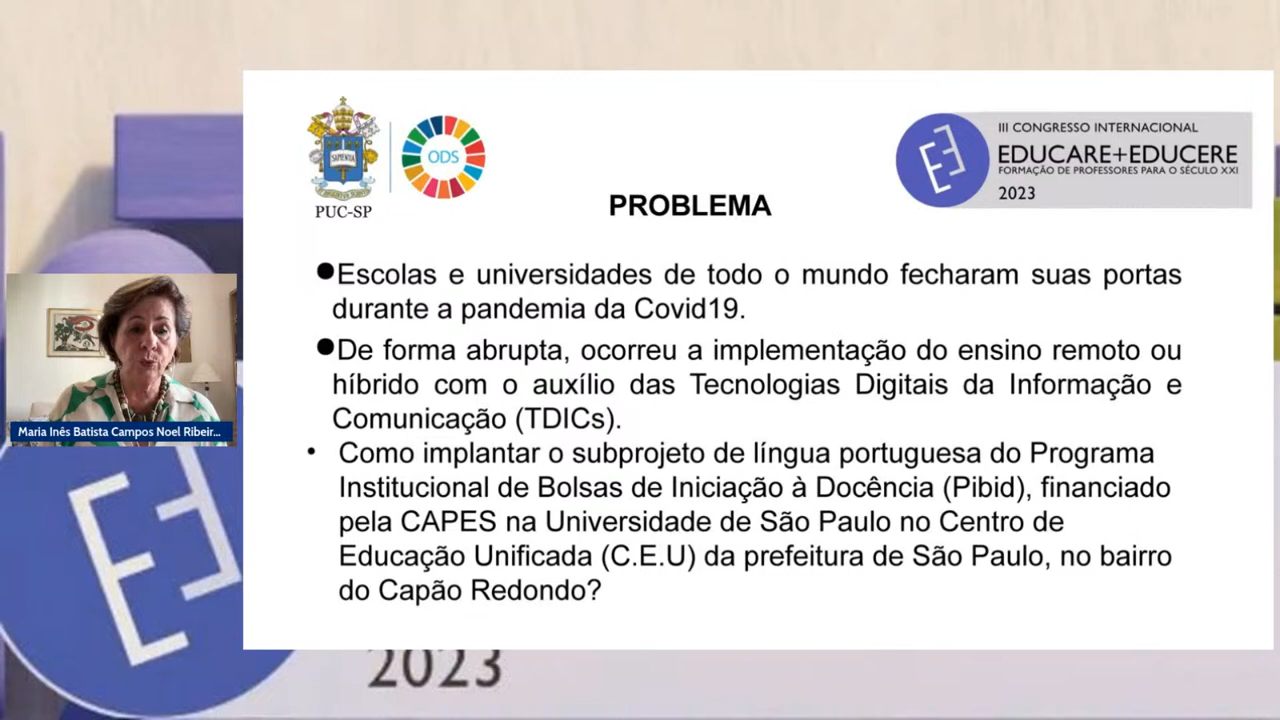 SAPIENTIA
PUC-SP
ODS
III CONGRESSO INTERNACIONAL
EDUCARE+EDUCERE
FORMAÇÃO DE PROFESSORES PARA O SÉCULO XXI
2023
PROBLEMA
●Escolas e universidades de todo o mundo fecharam suas portas
durante a pandemia da Covid19.
●De forma abrupta, ocorreu a implementação do ensino remoto ou
híbrido com o auxílio das Tecnologias Digitais da Informação e
Comunicação (TDICs).
• Como implantar o subprojeto de língua portuguesa do Programa
Institucional de Bolsas de Iniciação à Docência (Pibid), financiado
pela CAPES na Universidade de São Paulo no Centro de
Educação Unificada (C.E.U) da prefeitura de São Paulo, no bairro
do Capão Redondo?
Maria Inês Batista Campos Noel Ribeir...
2023